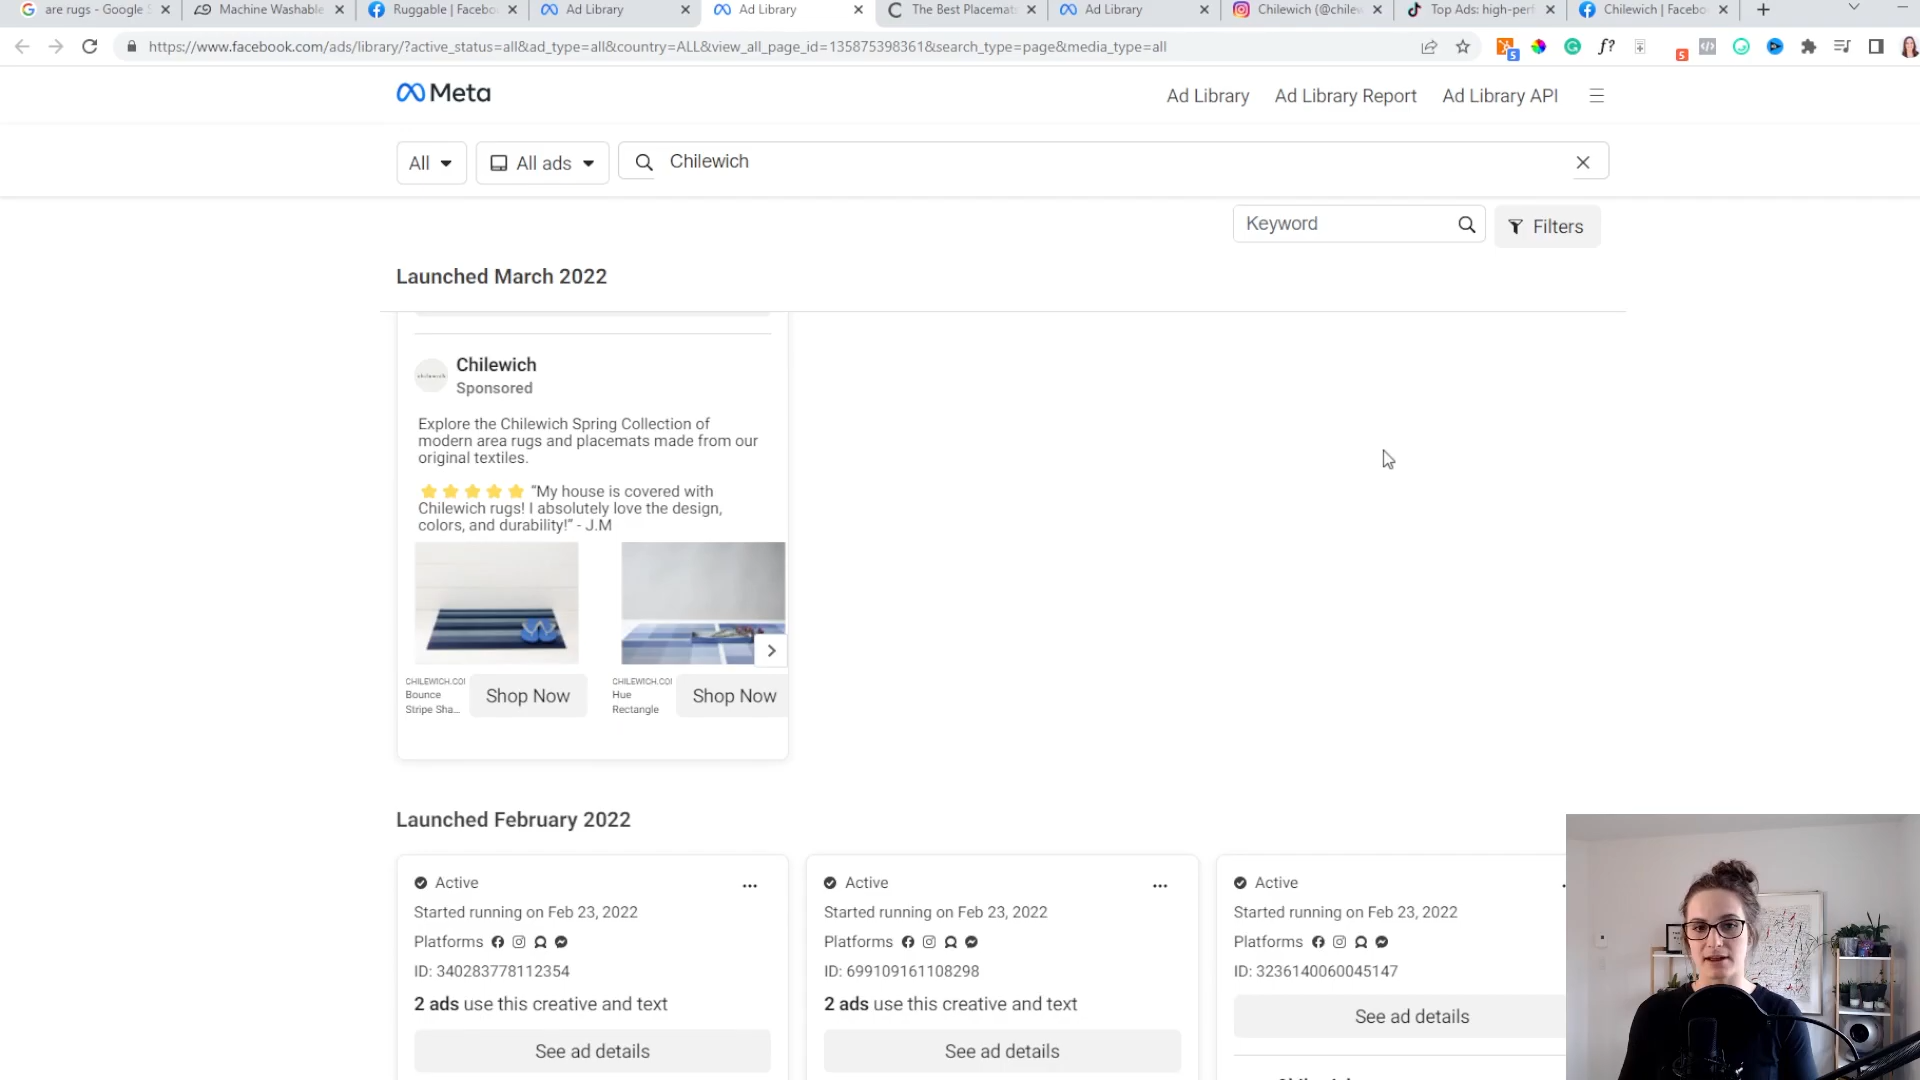 are rugs - Google S
Machine Washable
Ruggable | Facebo
Ad Library
Ad Library
The Best Placemat
Ad Library
Chilewich (@chilew
Top Ads: high-perf
Chilewich | Facebo
https://www.facebook.com/ads/library/?active_status=all&ad_type=all&country=ALL&view_all_page_id=135875398361&search_type=page&media_type=all
5
f?
5
Meta
Ad Library
Ad Library Report
Ad Library API
All
All ads
Chilewich
Keyword
Filters
Launched March 2022
Chilewich
Sponsored
Explore the Chilewich Spring Collection of
modern area rugs and placemats made from our
original textiles.
"My house is covered with
Chilewich rugs! I absolutely love the design,
colors, and durability!" - J.M
CHILEWICH.COM
Bounce
Stripe Sha...
Shop Now
CHILEWICH.COM
Hue
Rectangle
Shop Now
Launched February 2022
Active
Started running on Feb 23, 2022
Platforms
ID: 340283778112354
2 ads use this creative and text
See ad details
Active
Started running on Feb 23, 2022
Platforms
ID: 699109161108298
2 ads use this creative and text
See ad details
Active
Started running on Feb 23, 2022
Platforms
ID: 3236140060045147
See ad details